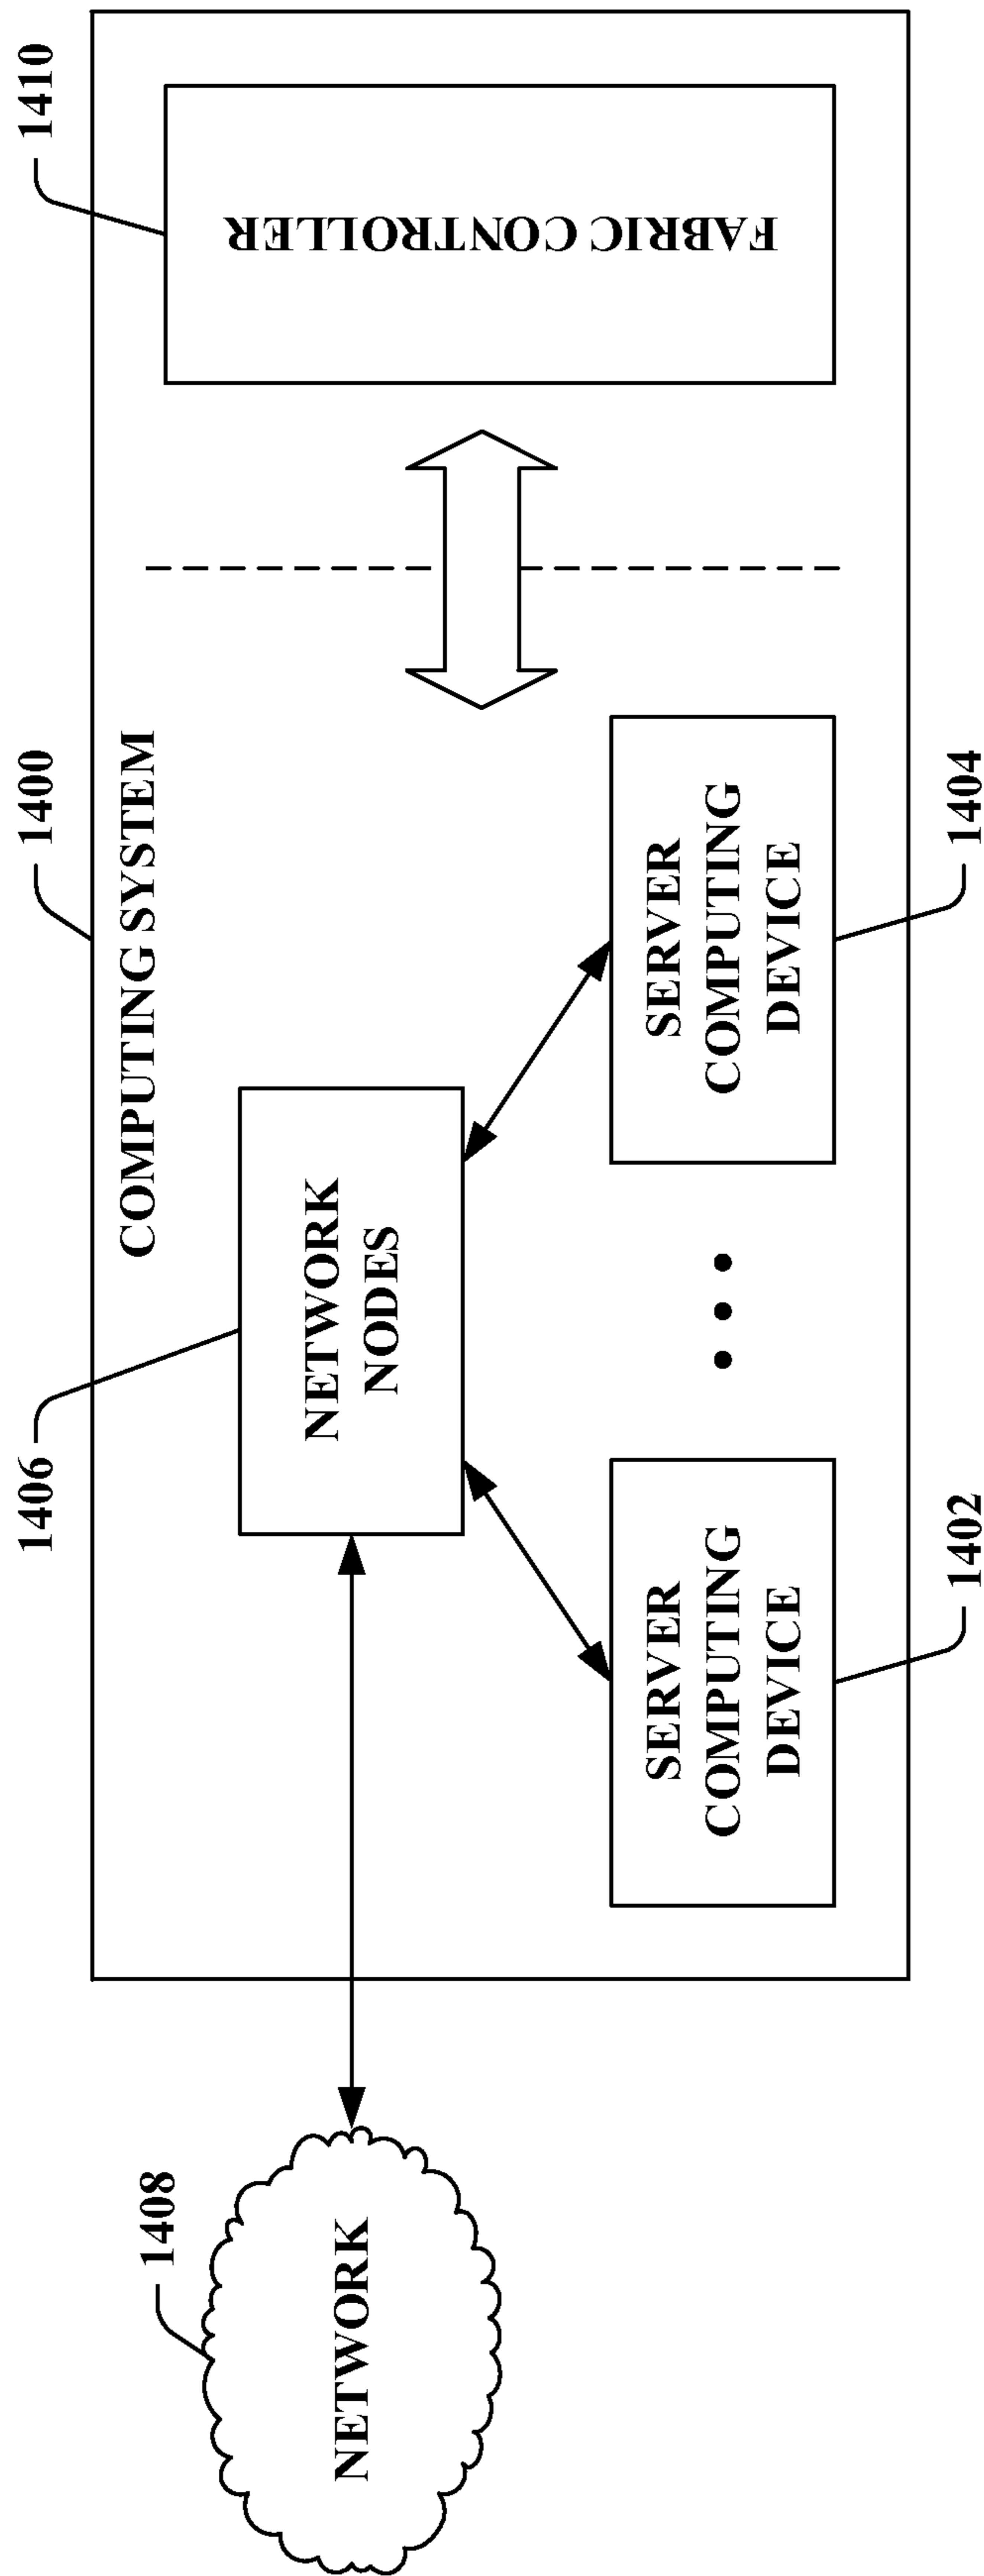 1400
COMPUTING SYSTEM
1410
FABRIC CONTROLLER
1406
NETWORK
NODES
1408
NETWORK
SERVER
COMPUTING
DEVICE
1402
SERVER
COMPUTING
DEVICE
1404